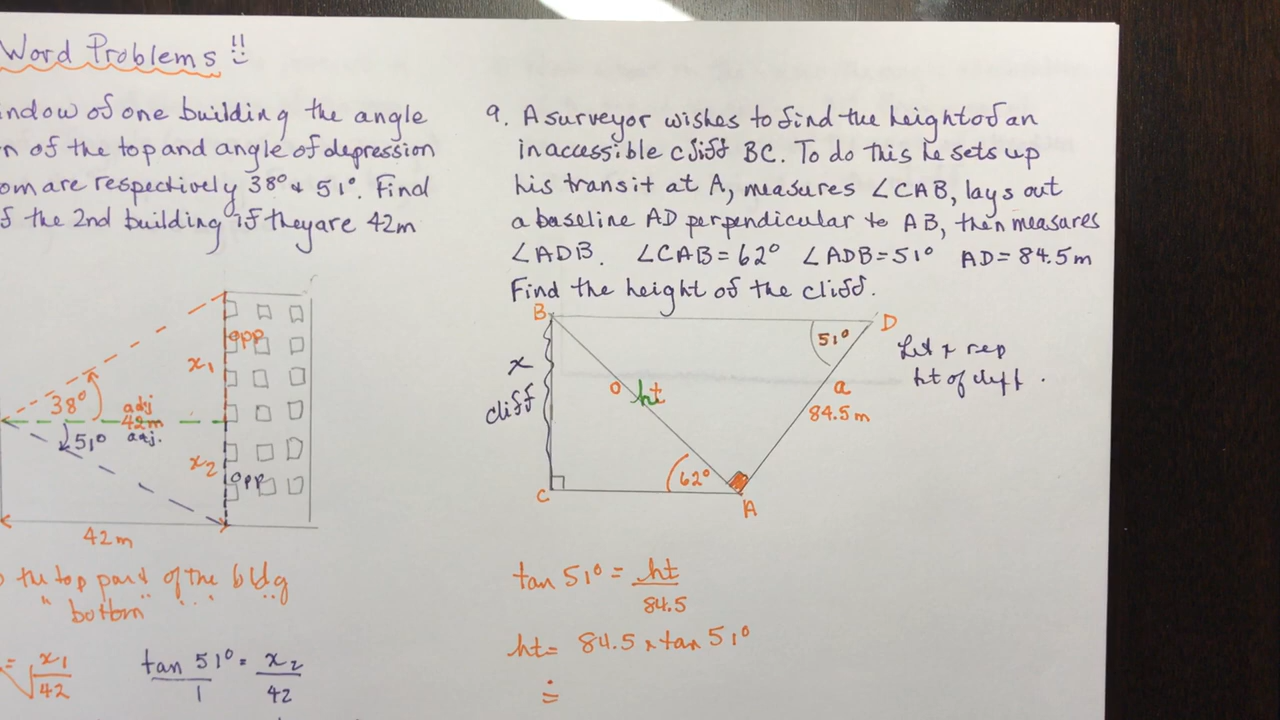 Word Problems !!
ndow of one building the angle
n of the top and angle of depression
om are respectively 38° & 51°. Find
f the 2nd building if they are 42m
opp
x₁
38°
adj
42m
adj.
51°
x₂
opp
42m
the top part of the bldg
" bottom " " " "
= x₁/42
tan 51°/1 = x₂/42
9. A surveyor wishes to find the height of an
inaccessible cliff BC. To do this he sets up
his transit at A, measures ∠CAB, lays out
a baseline AD perpendicular to AB, then measures
∠ADB. ∠CAB = 62° ∠ADB = 51° AD = 84.5m
Find the height of the cliff.
B
D
51°
Let x rep
ht of cliff.
x
cliff
o
ht
a
84.5m
62°
C
A
tan 51° = ht/84.5
ht = 84.5 x tan 51°
≐